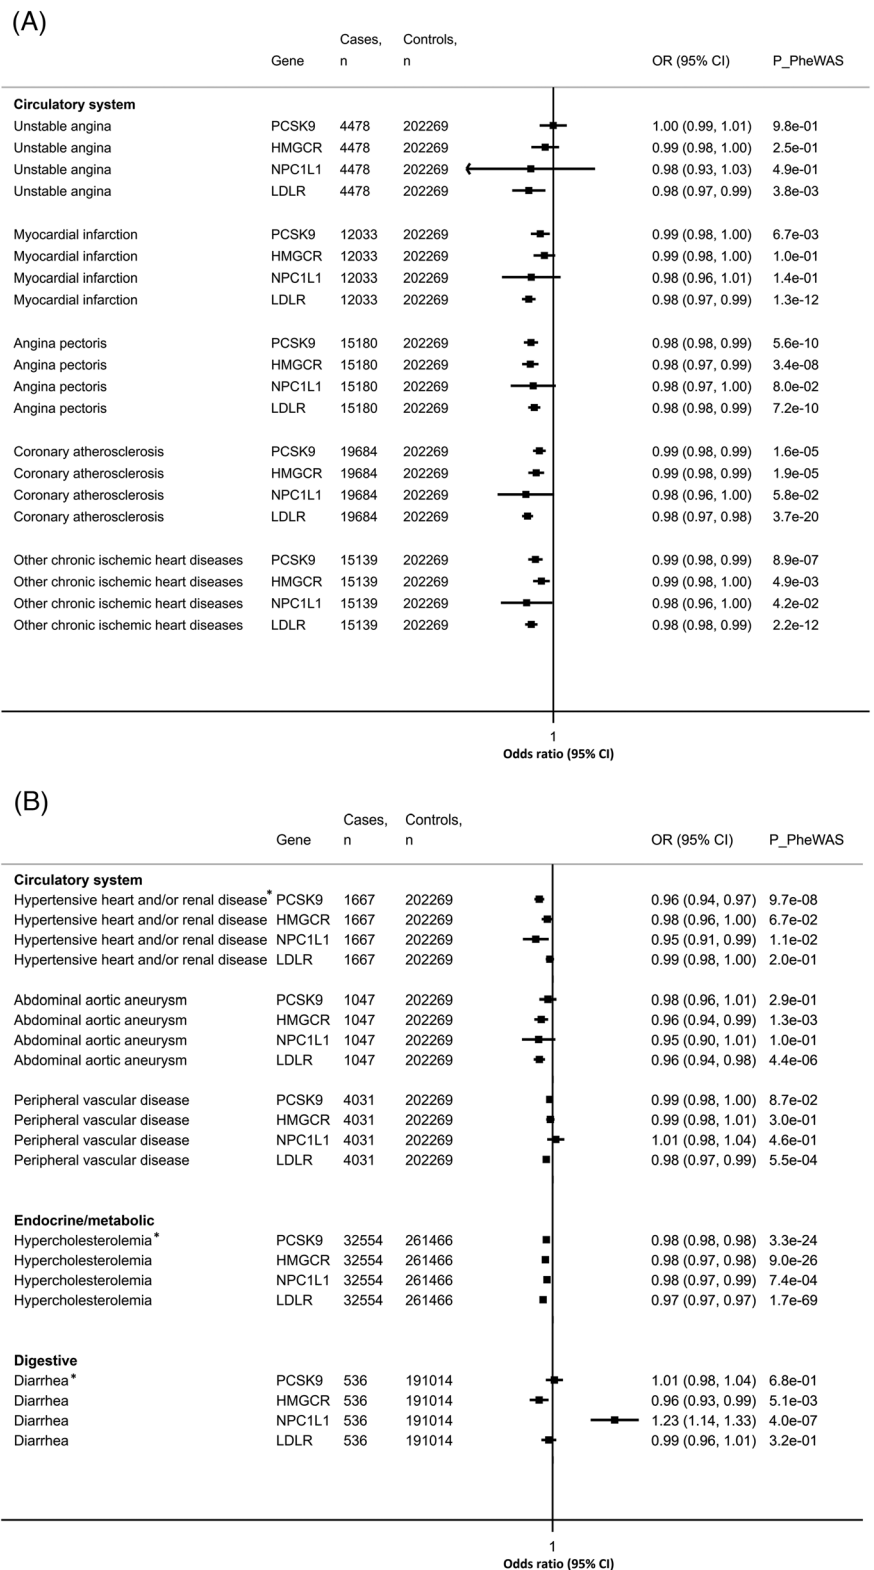 (A)
Cases, Controls,
Gene n n OR (95% CI) P_PheWAS
Circulatory system
Unstable angina PCSK9 4478 202269 1.00 (0.99, 1.01) 9.8e-01
Unstable angina HMGCR 4478 202269 0.99 (0.98, 1.00) 2.5e-01
Unstable angina NPC1L1 4478 202269 0.98 (0.93, 1.03) 4.9e-01
Unstable angina LDLR 4478 202269 0.98 (0.97, 0.99) 3.8e-03
Myocardial infarction PCSK9 12033 202269 0.99 (0.98, 1.00) 6.7e-03
Myocardial infarction HMGCR 12033 202269 0.99 (0.98, 1.00) 1.0e-01
Myocardial infarction NPC1L1 12033 202269 0.98 (0.96, 1.01) 1.4e-01
Myocardial infarction LDLR 12033 202269 0.98 (0.97, 0.99) 1.3e-12
Angina pectoris PCSK9 15180 202269 0.98 (0.98, 0.99) 5.6e-10
Angina pectoris HMGCR 15180 202269 0.98 (0.97, 0.99) 3.4e-08
Angina pectoris NPC1L1 15180 202269 0.98 (0.97, 1.00) 8.0e-02
Angina pectoris LDLR 15180 202269 0.98 (0.98, 0.99) 7.2e-10
Coronary atherosclerosis PCSK9 19684 202269 0.99 (0.98, 0.99) 1.6e-05
Coronary atherosclerosis HMGCR 19684 202269 0.99 (0.98, 0.99) 1.9e-05
Coronary atherosclerosis NPC1L1 19684 202269 0.98 (0.96, 1.00) 5.8e-02
Coronary atherosclerosis LDLR 19684 202269 0.98 (0.97, 0.98) 3.7e-20
Other chronic ischemic heart diseases PCSK9 15139 202269 0.99 (0.98, 0.99) 8.9e-07
Other chronic ischemic heart diseases HMGCR 15139 202269 0.99 (0.98, 1.00) 4.9e-03
Other chronic ischemic heart diseases NPC1L1 15139 202269 0.98 (0.96, 1.00) 4.2e-02
Other chronic ischemic heart diseases LDLR 15139 202269 0.98 (0.98, 0.99) 2.2e-12
1
Odds ratio (95% CI)
(B)
Cases, Controls,
Gene n n OR (95% CI) P_PheWAS
Circulatory system
Hypertensive heart and/or renal disease* PCSK9 1667 202269 0.96 (0.94, 0.97) 9.7e-08
Hypertensive heart and/or renal disease HMGCR 1667 202269 0.98 (0.96, 1.00) 6.7e-02
Hypertensive heart and/or renal disease NPC1L1 1667 202269 0.95 (0.91, 0.99) 1.1e-02
Hypertensive heart and/or renal disease LDLR 1667 202269 0.99 (0.98, 1.00) 2.0e-01
Abdominal aortic aneurysm PCSK9 1047 202269 0.98 (0.96, 1.01) 2.9e-01
Abdominal aortic aneurysm HMGCR 1047 202269 0.96 (0.94, 0.99) 1.3e-03
Abdominal aortic aneurysm NPC1L1 1047 202269 0.95 (0.90, 1.01) 1.0e-01
Abdominal aortic aneurysm LDLR 1047 202269 0.96 (0.94, 0.98) 4.4e-06
Peripheral vascular disease PCSK9 4031 202269 0.99 (0.98, 1.00) 8.7e-02
Peripheral vascular disease HMGCR 4031 202269 0.99 (0.98, 1.01) 3.0e-01
Peripheral vascular disease NPC1L1 4031 202269 1.01 (0.98, 1.04) 4.6e-01
Peripheral vascular disease LDLR 4031 202269 0.98 (0.97, 0.99) 5.5e-04
Endocrine/metabolic
Hypercholesterolemia* PCSK9 32554 261466 0.98 (0.98, 0.98) 3.3e-24
Hypercholesterolemia HMGCR 32554 261466 0.98 (0.97, 0.98) 9.0e-26
Hypercholesterolemia NPC1L1 32554 261466 0.98 (0.97, 0.99) 7.4e-04
Hypercholesterolemia LDLR 32554 261466 0.97 (0.97, 0.97) 1.7e-69
Digestive
Diarrhea* PCSK9 536 191014 1.01 (0.98, 1.04) 6.8e-01
Diarrhea HMGCR 536 191014 0.96 (0.93, 0.99) 5.1e-03
Diarrhea NPC1L1 536 191014 1.23 (1.14, 1.33) 4.0e-07
Diarrhea LDLR 536 191014 0.99 (0.96, 1.01) 3.2e-01
1
Odds ratio (95% CI)